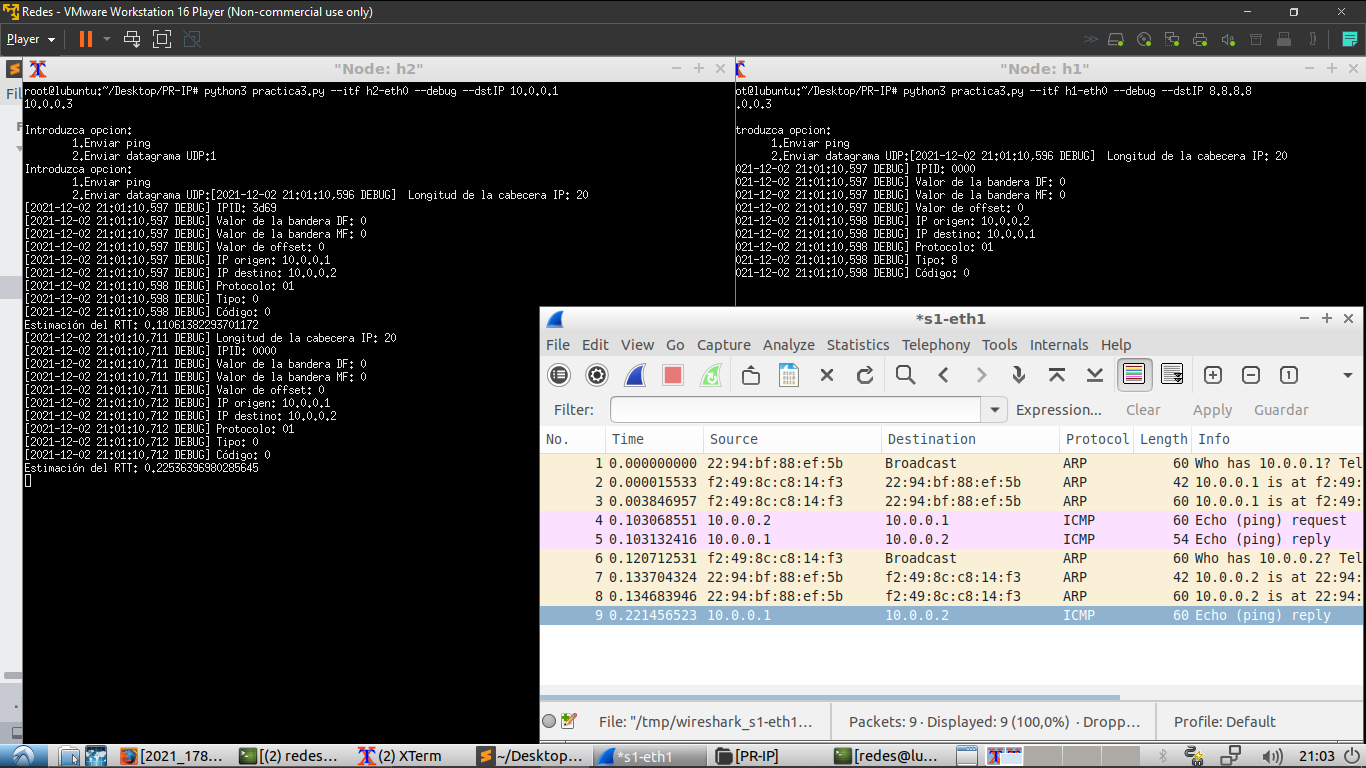 Redes - VMware Workstation 16 Player (Non-commercial use only)
Player
"Node: h2"
root@lubuntu:~/Desktop/PR-IP# python3 practica3.py --itf h2-eth0 --debug --dstIP 10.0.0.1
10.0.0.3
Introduzca opcion:
1.Enviar ping
2.Enviar datagrama UDP:1
Introduzca opcion:
1.Enviar ping
2.Enviar datagrama UDP:[2021-12-02 21:01:10,596 DEBUG] Longitud de la cabecera IP: 20
[2021-12-02 21:01:10,597 DEBUG] IPID: 3d69
[2021-12-02 21:01:10,597 DEBUG] Valor de la bandera DF: 0
[2021-12-02 21:01:10,597 DEBUG] Valor de la bandera MF: 0
[2021-12-02 21:01:10,597 DEBUG] Valor de offset: 0
[2021-12-02 21:01:10,597 DEBUG] IP origen: 10.0.0.1
[2021-12-02 21:01:10,597 DEBUG] IP destino: 10.0.0.2
[2021-12-02 21:01:10,598 DEBUG] Protocolo: 01
[2021-12-02 21:01:10,598 DEBUG] Tipo: 0
[2021-12-02 21:01:10,598 DEBUG] Código: 0
Estimación del RTT: 0.11061382293701172
[2021-12-02 21:01:10,711 DEBUG] Longitud de la cabecera IP: 20
[2021-12-02 21:01:10,711 DEBUG] IPID: 0000
[2021-12-02 21:01:10,711 DEBUG] Valor de la bandera DF: 0
[2021-12-02 21:01:10,711 DEBUG] Valor de la bandera MF: 0
[2021-12-02 21:01:10,711 DEBUG] Valor de offset: 0
[2021-12-02 21:01:10,711 DEBUG] IP origen: 10.0.0.1
[2021-12-02 21:01:10,712 DEBUG] IP destino: 10.0.0.2
[2021-12-02 21:01:10,712 DEBUG] Protocolo: 01
[2021-12-02 21:01:10,712 DEBUG] Tipo: 0
[2021-12-02 21:01:10,712 DEBUG] Código: 0
Estimación del RTT: 0.22536396980285645
"Node: h1"
ot@lubuntu:~/Desktop/PR-IP# python3 practica3.py --itf h1-eth0 --debug --dstIP 8.8.8.8
.0.0.3
troduzca opcion:
1.Enviar ping
2.Enviar datagrama UDP:[2021-12-02 21:01:10,596 DEBUG] Longitud de la cabecera IP: 20
021-12-02 21:01:10,597 DEBUG] IPID: 0000
021-12-02 21:01:10,597 DEBUG] Valor de la bandera DF: 0
021-12-02 21:01:10,597 DEBUG] Valor de la bandera MF: 0
021-12-02 21:01:10,597 DEBUG] Valor de offset: 0
021-12-02 21:01:10,598 DEBUG] IP origen: 10.0.0.2
021-12-02 21:01:10,598 DEBUG] IP destino: 10.0.0.1
021-12-02 21:01:10,598 DEBUG] Protocolo: 01
021-12-02 21:01:10,598 DEBUG] Tipo: 8
021-12-02 21:01:10,598 DEBUG] Código: 0
*s1-eth1
File Edit View Go Capture Analyze Statistics Telephony Tools Internals Help
Filter: Expression... Clear Apply Guardar
No. Time Source Destination Protocol Length Info
1 0.000000000 22:94:bf:88:ef:5b Broadcast ARP 60 Who has 10.0.0.1? Tel
2 0.000015533 f2:49:8c:c8:14:f3 22:94:bf:88:ef:5b ARP 42 10.0.0.1 is at f2:49:
3 0.003846957 f2:49:8c:c8:14:f3 22:94:bf:88:ef:5b ARP 60 10.0.0.1 is at f2:49:
4 0.103068551 10.0.0.2 10.0.0.1 ICMP 60 Echo (ping) request
5 0.103132416 10.0.0.1 10.0.0.2 ICMP 54 Echo (ping) reply
6 0.120712531 f2:49:8c:c8:14:f3 Broadcast ARP 60 Who has 10.0.0.2? Tel
7 0.133704324 22:94:bf:88:ef:5b f2:49:8c:c8:14:f3 ARP 42 10.0.0.2 is at 22:94:
8 0.134683946 22:94:bf:88:ef:5b f2:49:8c:c8:14:f3 ARP 60 10.0.0.2 is at 22:94:
9 0.221456523 10.0.0.1 10.0.0.2 ICMP 60 Echo (ping) reply
File: "/tmp/wireshark_s1-eth1... Packets: 9 · Displayed: 9 (100,0%) · Dropp... Profile: Default
[2021_178... [(2) redes... (2) XTerm ~/Desktop... *s1-eth1 [PR-IP] [redes@lu... 21:03